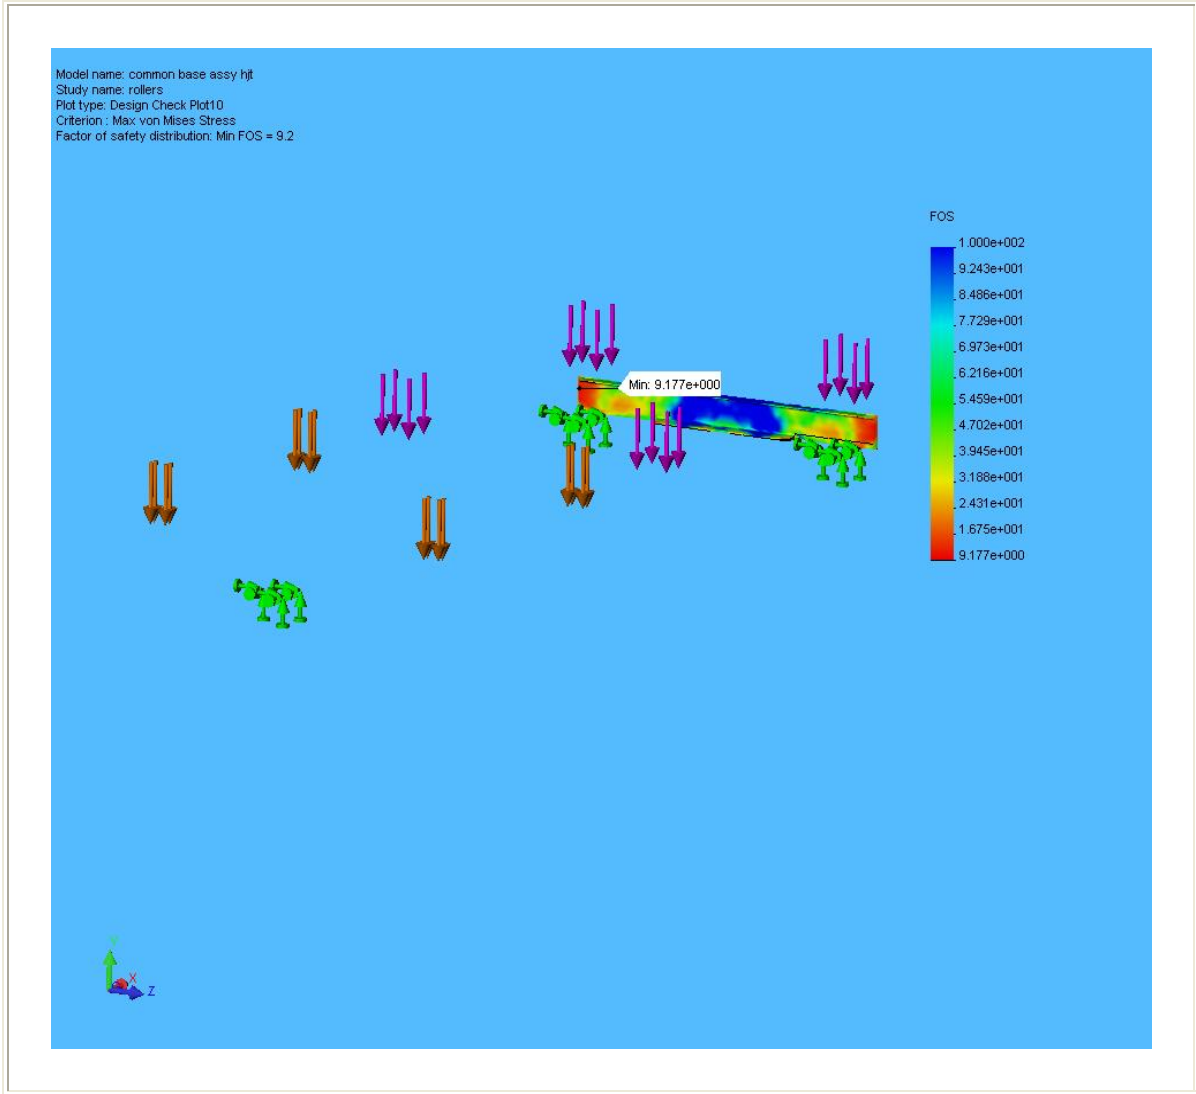 Model name: common base assy hjt
Study name: rollers
Plot type: Design Check Plot10
Criterion : Max von Mises Stress
Factor of safety distribution: Min FOS = 9.2
FOS
1.000e+002
9.243e+001
8.486e+001
7.729e+001
6.973e+001
6.216e+001
5.459e+001
4.702e+001
3.945e+001
3.188e+001
2.431e+001
1.675e+001
9.177e+000
Min: 9.177e+000
Y
X
Z